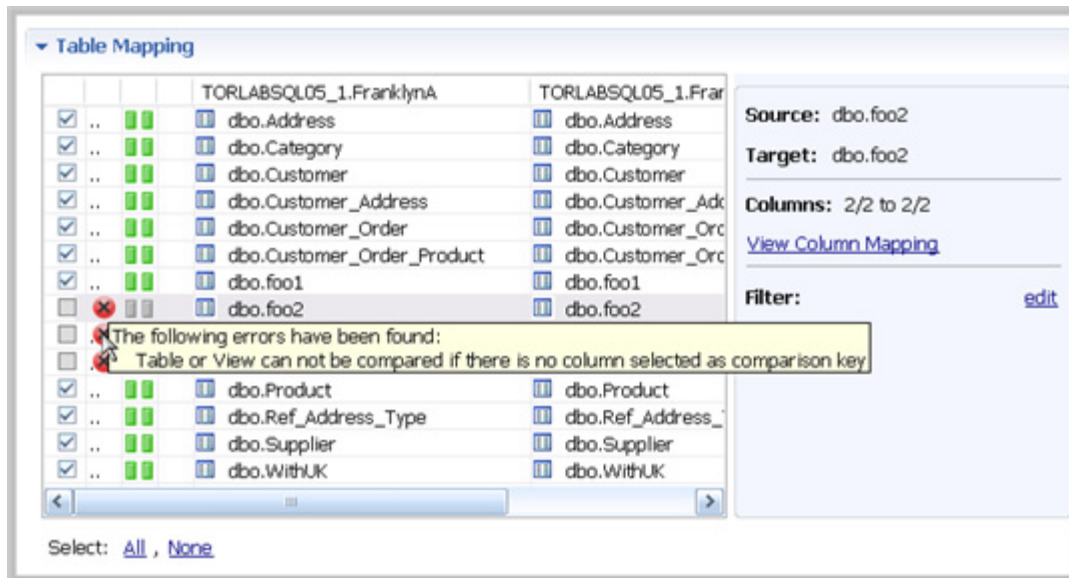 Table Mapping
TORLABSQL05_1.FranklynA TORLABSQL05_1.Fran
.. dbo.Address dbo.Address
.. dbo.Category dbo.Category
.. dbo.Customer dbo.Customer
.. dbo.Customer_Address dbo.Customer_Adc
.. dbo.Customer_Order dbo.Customer_Orc
.. dbo.Customer_Order_Product dbo.Customer_Orc
.. dbo.foo1 dbo.foo1
dbo.foo2 dbo.foo2
The following errors have been found:
Table or View can not be compared if there is no column selected as comparison key
.. dbo.Product dbo.Product
.. dbo.Ref_Address_Type dbo.Ref_Address_
.. dbo.Supplier dbo.Supplier
.. dbo.WithUK dbo.WithUK
Select: All , None
Source: dbo.foo2
Target: dbo.foo2
Columns: 2/2 to 2/2
View Column Mapping
Filter: edit